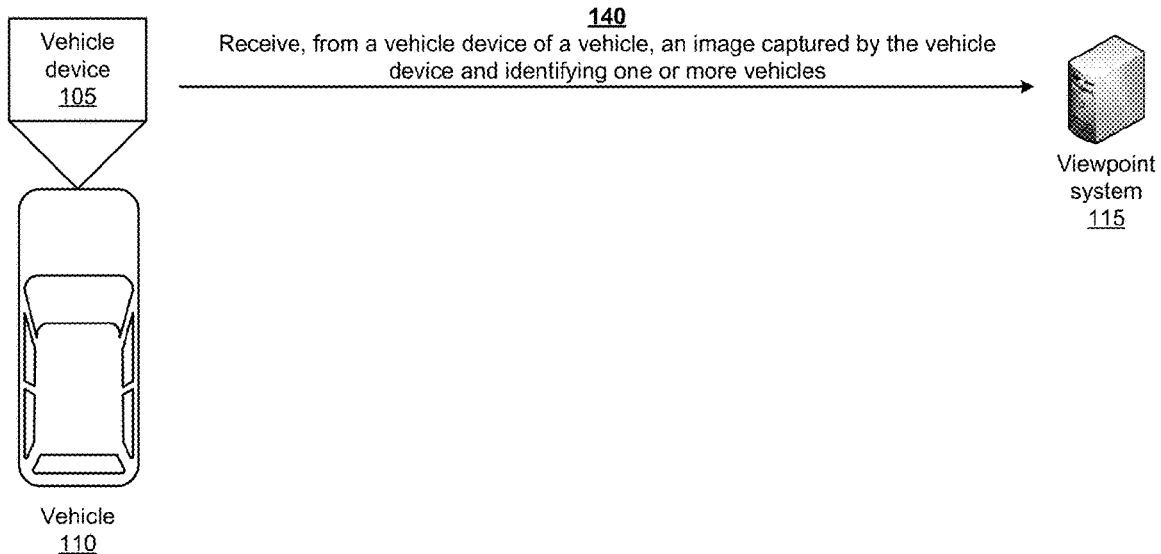 140
Receive, from a vehicle device of a vehicle, an image captured by the vehicle
device and identifying one or more vehicles
Vehicle
device
105
Viewpoint
system
115
Vehicle
110